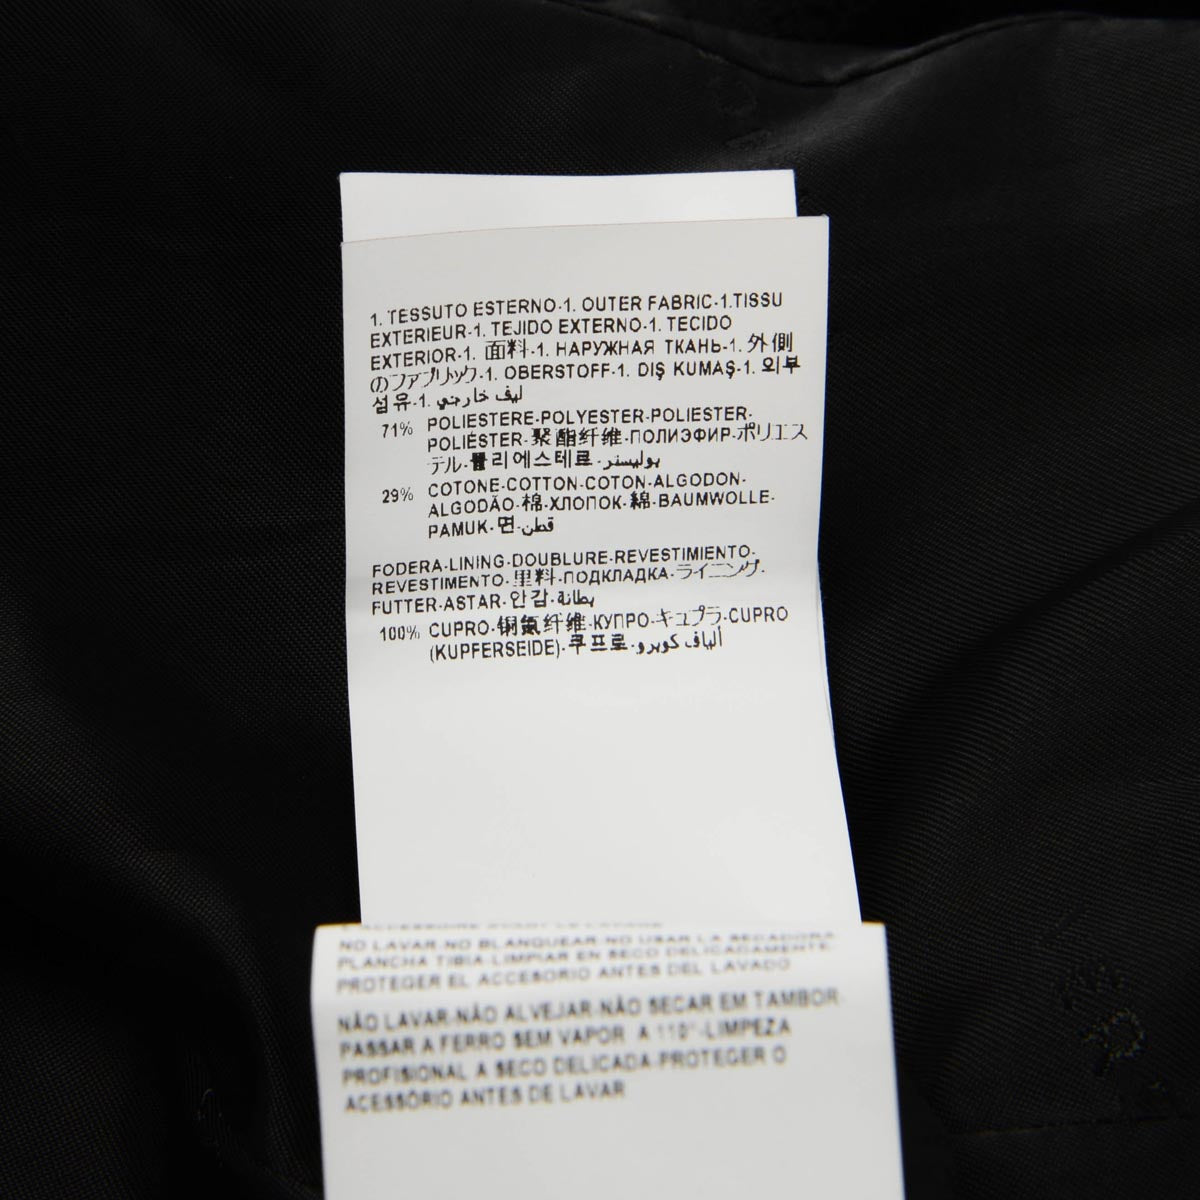 1. TESSUTO ESTERNO-1. OUTER FABRIC-1.TISSU
EXTERIEUR-1. TEJIDO EXTERNO-1. TECIDO
EXTERIOR-1. 面料-1. НАРУЖНАЯ ТКАНЬ-1. 外側
のファブリック-1. OBERSTOFF-1. DIŞ KUMAŞ-1. 외부
섬유-1. ليف خارجي
71% POLIESTERE-POLYESTER-POLIESTER-
POLIÉSTER-聚酯纤维-ПОЛИЭФИР-ポリエス
テル-폴리에스테르-بوليستر
29% COTONE-COTTON-COTON-ALGODON-
ALGODÃO-棉-ХЛОПОК-綿-BAUMWOLLE-
PAMUK-면-قطن
FODERA-LINING-DOUBLURE-REVESTIMIENTO-
REVESTIMENTO-里料-ПОДКЛАДКА-ライニング-
FUTTER-ASTAR-안감-بطانة
100% CUPRO-铜氨纤维-КУПРО-キュプラ-CUPRO
(KUPFERSEIDE)-쿠프로-ألياف كوبرو
NO LAVAR-NO BLANQUEAR-NO USAR LA SECADORA
PLANCHA TIBIA-LIMPIAR EN SECO DELICADAMENTE-
PROTEGER EL ACCESORIO ANTES DEL LAVADO
NÃO LAVAR-NÃO ALVEJAR-NÃO SECAR EM TAMBOR-
PASSAR A FERRO SEM VAPOR A 110°-LIMPEZA
PROFISIONAL A SECO DELICADA-PROTEGER O
ACESSÓRIO ANTES DE LAVAR